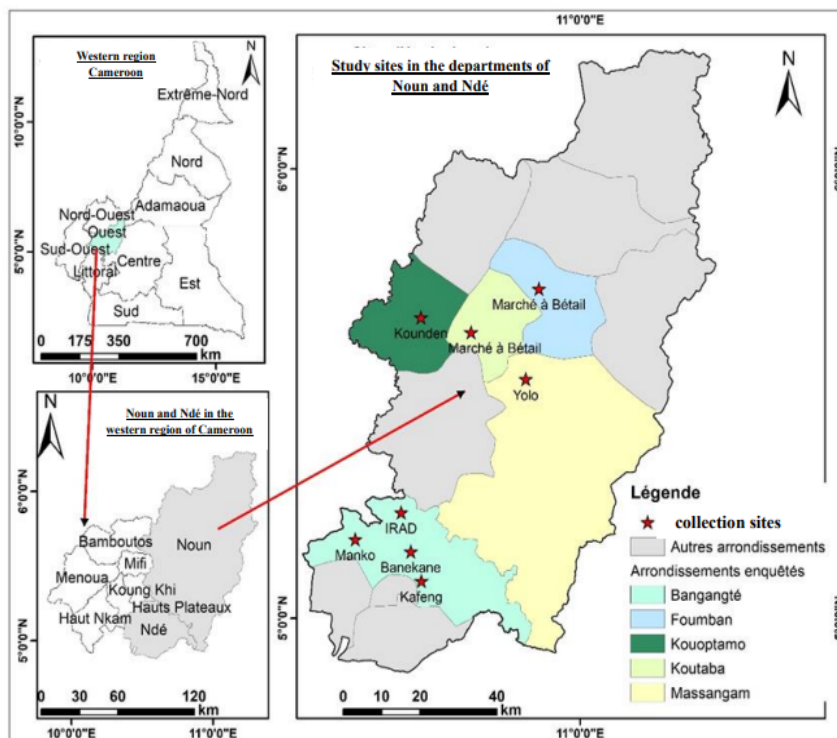 Western region
Cameroon
N
Extrême-Nord
Nord
Adamaoua
Nord-Ouest
Ouest
Sud-Ouest
Centre
Littoral
Est
Sud
0 175 350 700
km
10°0'0"N
5°0'0"N
10°0'0"E 15°0'0"E
Noun and Ndé in the
western region of Cameroon
N
Bamboutos
Noun
Mifi
Menoua
Koung Khi
Hauts Plateaux
Haut Nkam
Ndé
0 30 60 120
km
6°0'0"N
5°0'0"N
10°0'0"E 11°0'0"E
11°0'0"E
Study sites in the departments of
Noun and Ndé
N
6°0'0"N
Marché à Bétail
Kounden
Marché à Bétail
Yolo
IRAD
Manko
Banekane
Kafeng
5°0'0"N
0 10 20 40
km
11°0'0"E
Légende
collection sites
Autres arrondissements
Arrondissements enquêtés
Bangangté
Foumban
Kouoptamo
Koutaba
Massangam